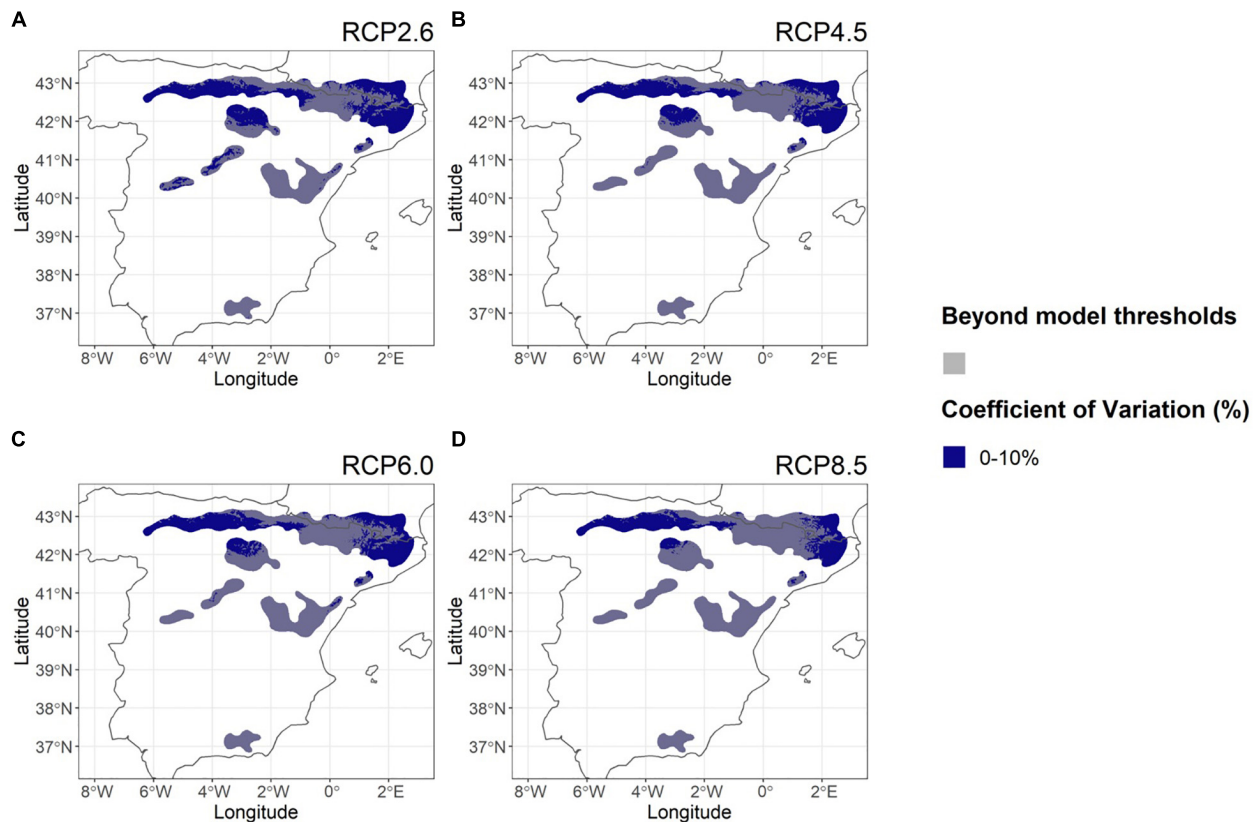 A
RCP2.6
43°N
42°N
41°N
40°N
39°N
38°N
37°N
Latitude
8°W 6°W 4°W 2°W 0° 2°E
Longitude
B
RCP4.5
43°N
42°N
41°N
40°N
39°N
38°N
37°N
Latitude
8°W 6°W 4°W 2°W 0° 2°E
Longitude
Beyond model thresholds
Coefficient of Variation (%)
0-10%
C
RCP6.0
43°N
42°N
41°N
40°N
39°N
38°N
37°N
Latitude
8°W 6°W 4°W 2°W 0° 2°E
Longitude
D
RCP8.5
43°N
42°N
41°N
40°N
39°N
38°N
37°N
Latitude
8°W 6°W 4°W 2°W 0° 2°E
Longitude